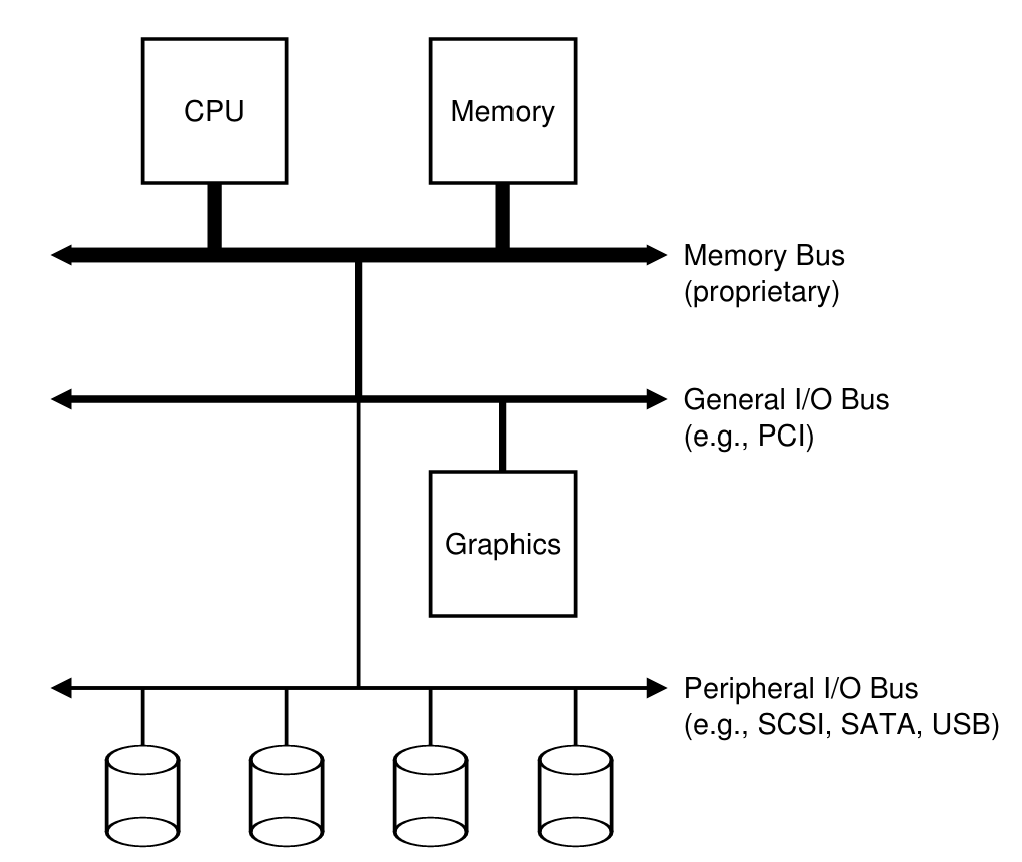 CPU
Memory
Memory Bus
(proprietary)
General I/O Bus
(e.g., PCI)
Graphics
Peripheral I/O Bus
(e.g., SCSI, SATA, USB)